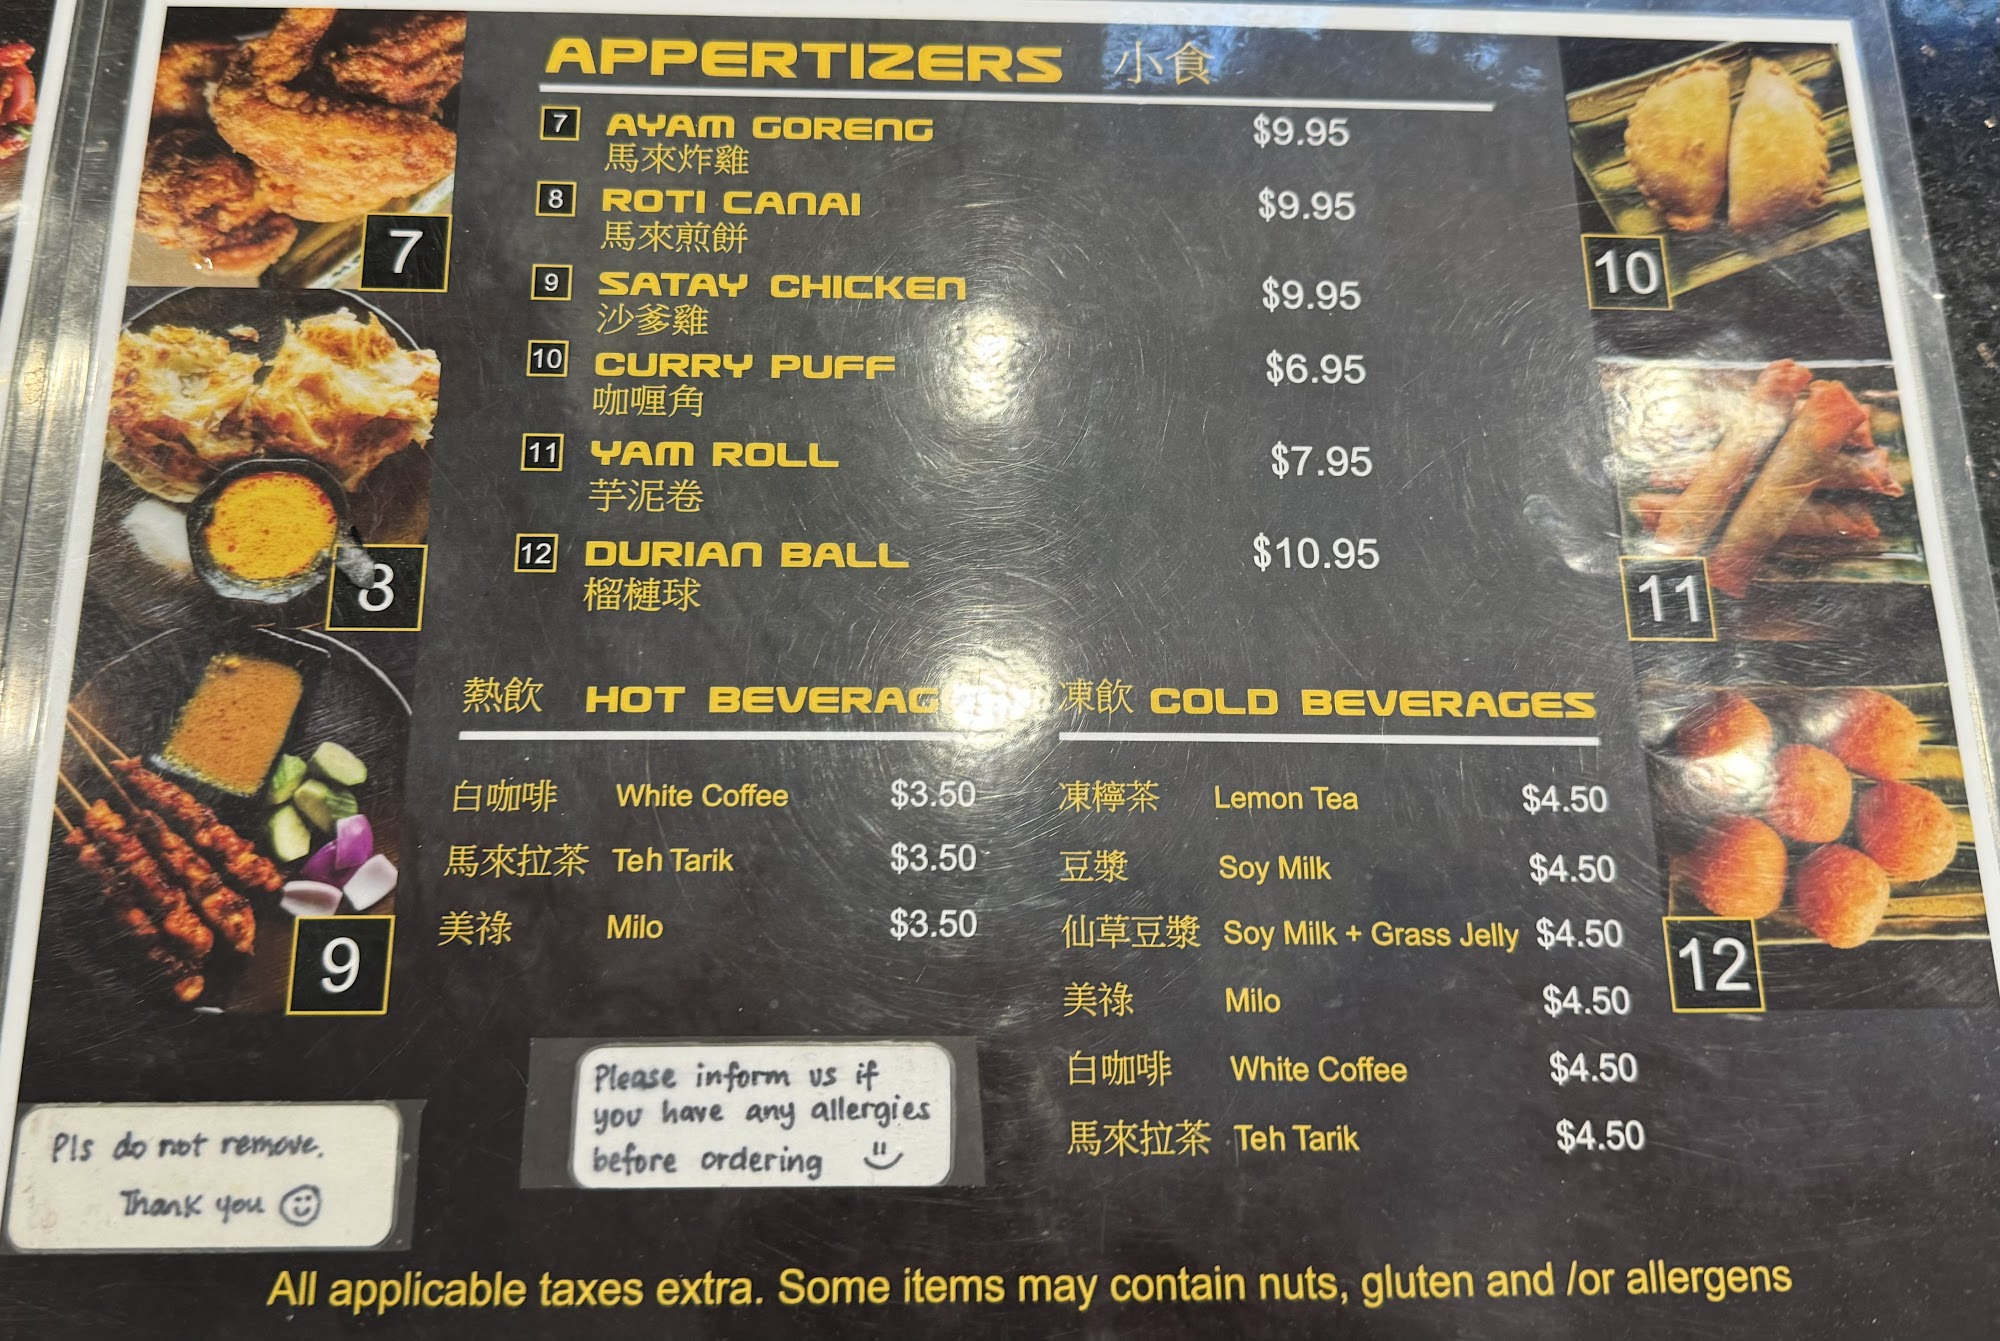 APPERTIZERS 小食
7 AYAM GORENG $9.95
馬來炸雞
8 ROTI CANAI $9.95
馬來煎餅
9 SATAY CHICKEN $9.95
沙爹雞
10 CURRY PUFF $6.95
咖喱角
11 YAM ROLL $7.95
芋泥卷
12 DURIAN BALL $10.95
榴槤球
7
8
9
10
11
12
熱飲 HOT
白咖啡 White Coffee $3.50
馬來拉茶 Teh Tarik $3.50
美祿 Milo $3.50
凍飲 COLD BEVERAGES
凍檸茶 Lemon Tea $4.50
豆漿 Soy Milk $4.50
仙草豆漿 Soy Milk + Grass Jelly $4.50
美祿 Milo $4.50
白咖啡 White Coffee $4.50
馬來拉茶 Teh Tarik $4.50
Pls do not remove.
Thank you
Please inform us if
you have any allergies
before ordering
All applicable taxes extra. Some items may contain nuts, gluten and /or allergens